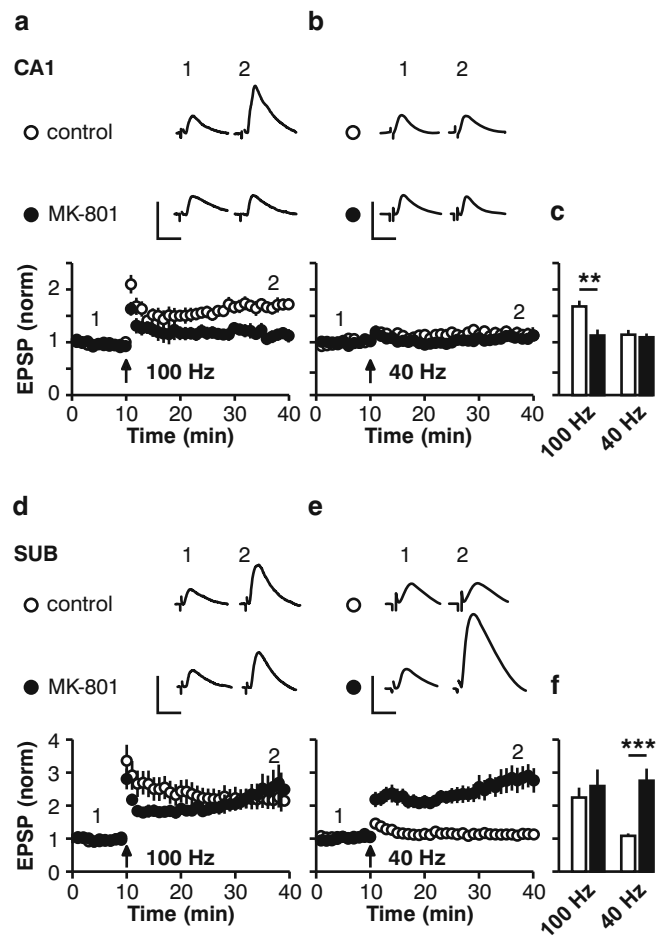 a
b
CA1
1 2
1 2
control
MK-801
c
EPSP (norm)
2
1
0
1
2
100 Hz
0 10 20 30 40
Time (min)
1
2
40 Hz
0 10 20 30 40
Time (min)
**
100 Hz
40 Hz
d
e
SUB
1 2
1 2
control
MK-801
f
EPSP (norm)
4
3
2
1
0
1
2
100 Hz
0 10 20 30 40
Time (min)
1
2
40 Hz
0 10 20 30 40
Time (min)
***
100 Hz
40 Hz